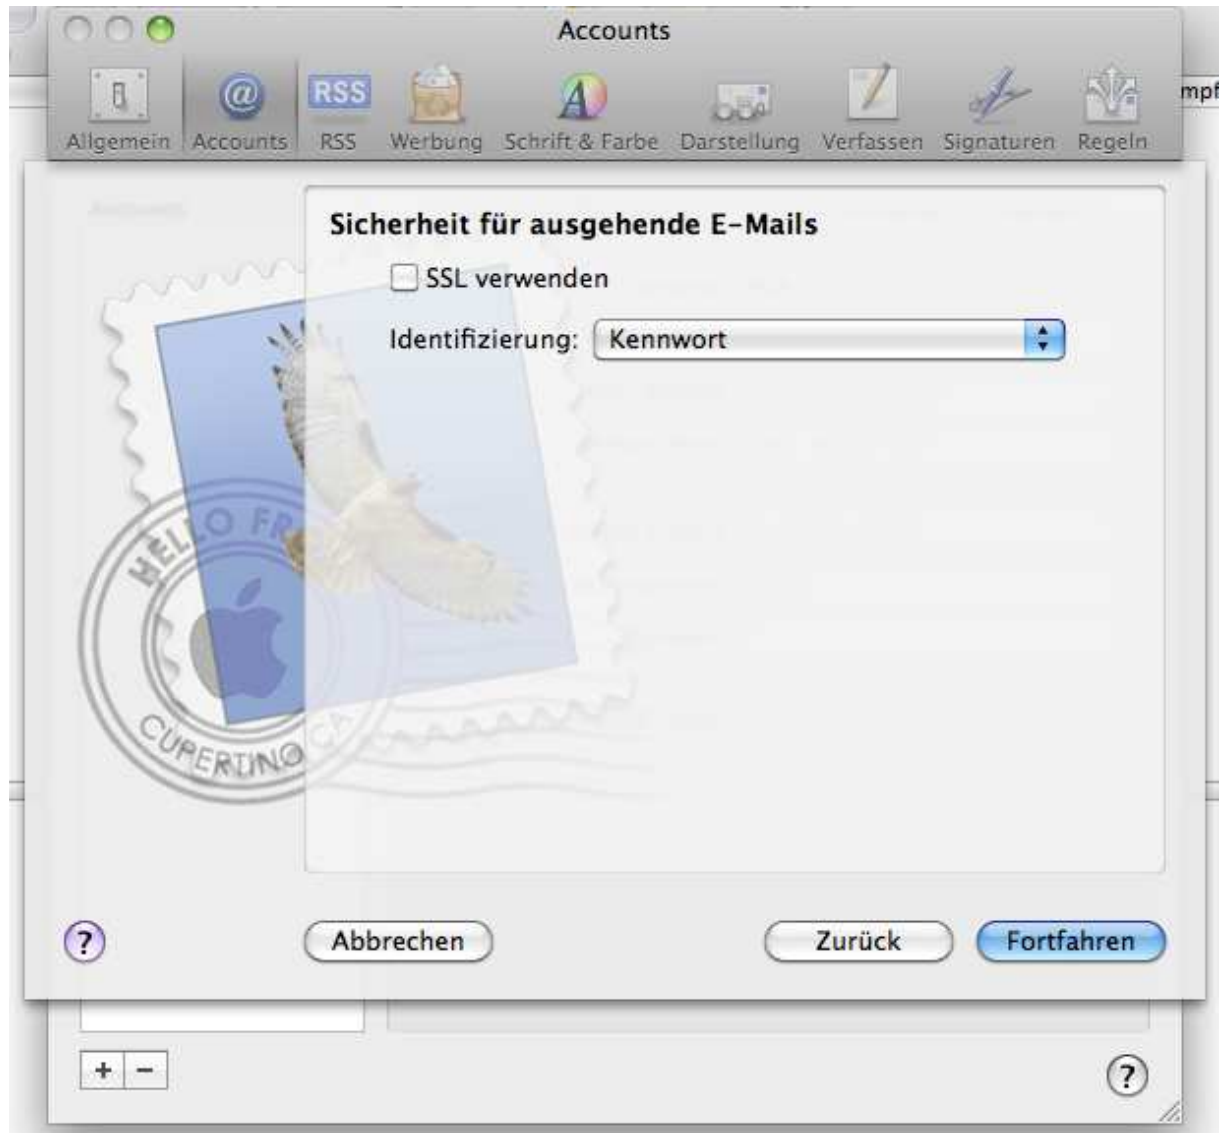 Accounts
Allgemein Accounts RSS Werbung Schrift & Farbe Darstellung Verfassen Signaturen Regeln
RSS
Sicherheit für ausgehende E-Mails
SSL verwenden
Identifizierung: Kennwort
HELLO FR
CUPERTINO CA
? Abbrechen Zurück Fortfahren
+ − ?